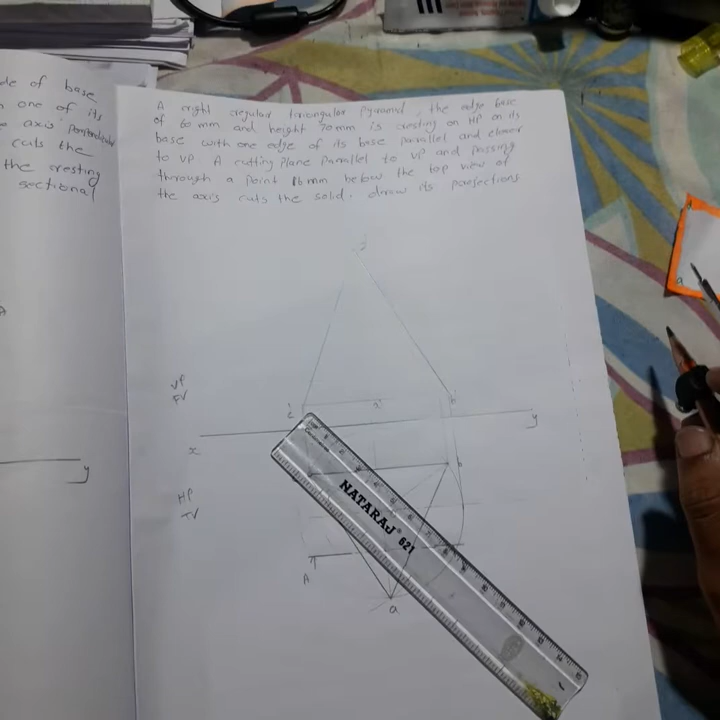 de of base
one of its
axis
cuts the
the resting
sectional
y
A right regular triangular pyramid, the edge base
of 60 mm and height 70 mm is resting on HP on its
base with one edge of its base parallel and closer
to VP A cutting plane parallel to VP and passing
through a point 16 mm below the top view of
the axis cuts the solid. draw its projections
VP
FV
c'
a'
b'
x
y
HP
TV
b
NATARAJ® 621
A
a